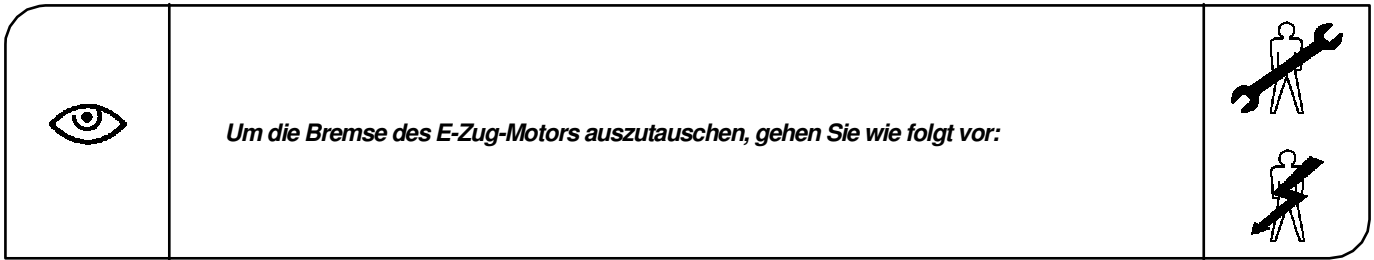 Um die Bremse des E-Zug-Motors auszutauschen, gehen Sie wie folgt vor: